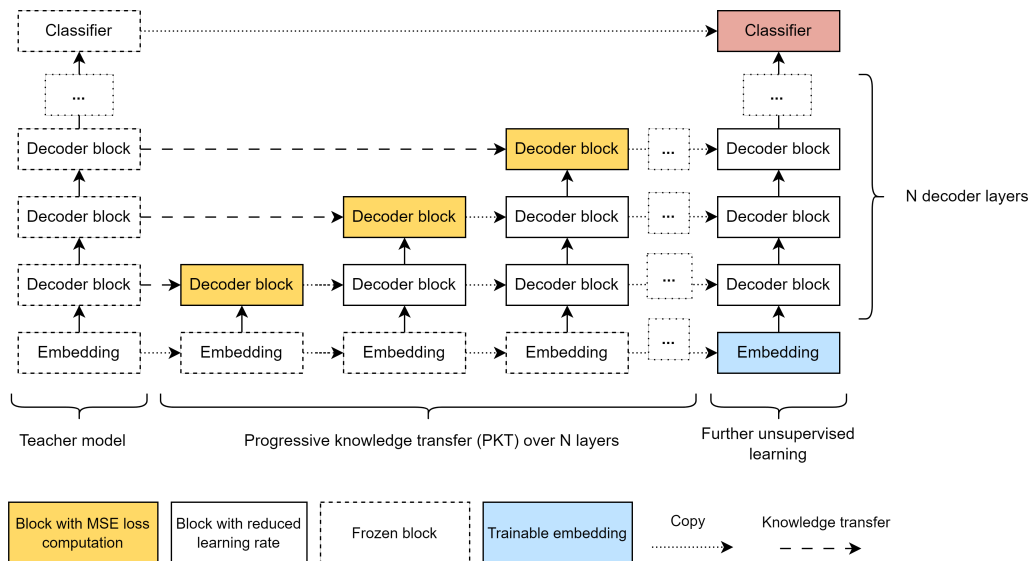 Classifier
Classifier
...
...
Decoder block
Decoder block
...
Decoder block
Decoder block
Decoder block
Decoder block
...
Decoder block
N decoder layers
Decoder block
Decoder block
Decoder block
Decoder block
...
Decoder block
Embedding
Embedding
Embedding
Embedding
...
Embedding
Teacher model
Progressive knowledge transfer (PKT) over N layers
Further unsupervised
learning
Block with MSE loss
computation
Block with reduced
learning rate
Frozen block
Trainable embedding
Copy
Knowledge transfer